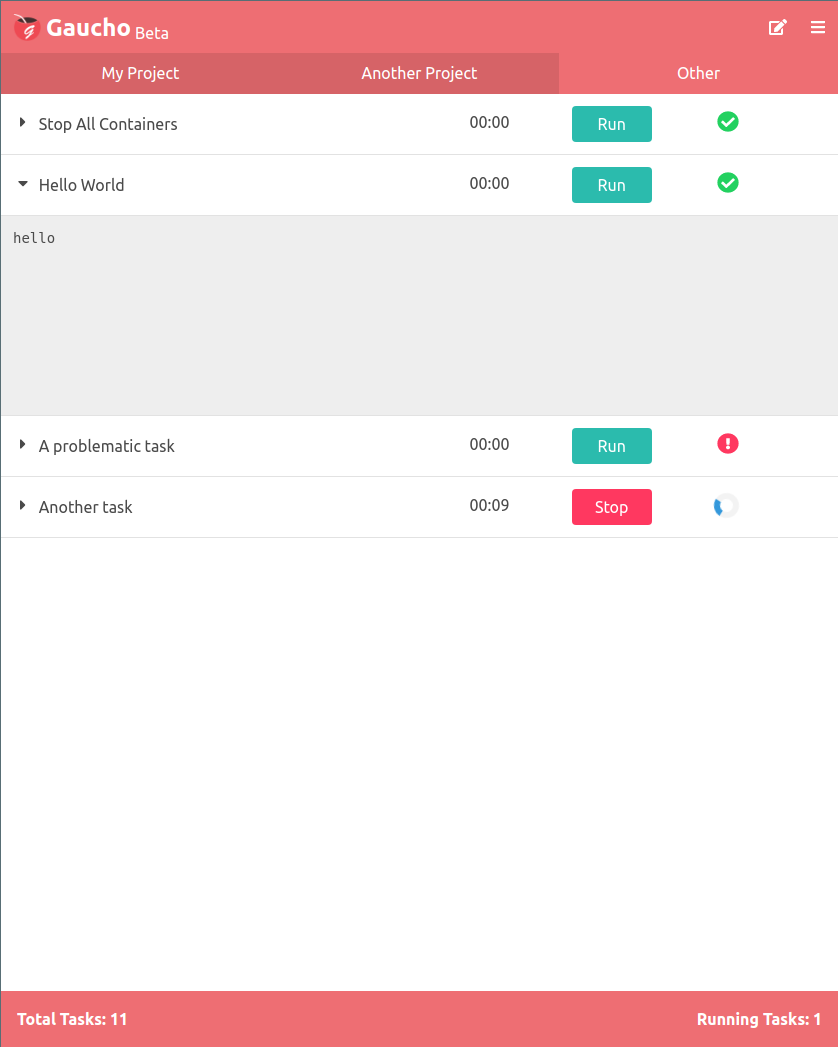 Gaucho Beta
My Project Another Project Other
Stop All Containers 00:00 Run
Hello World 00:00 Run
hello
A problematic task 00:00 Run
Another task 00:09 Stop
Total Tasks: 11 Running Tasks: 1